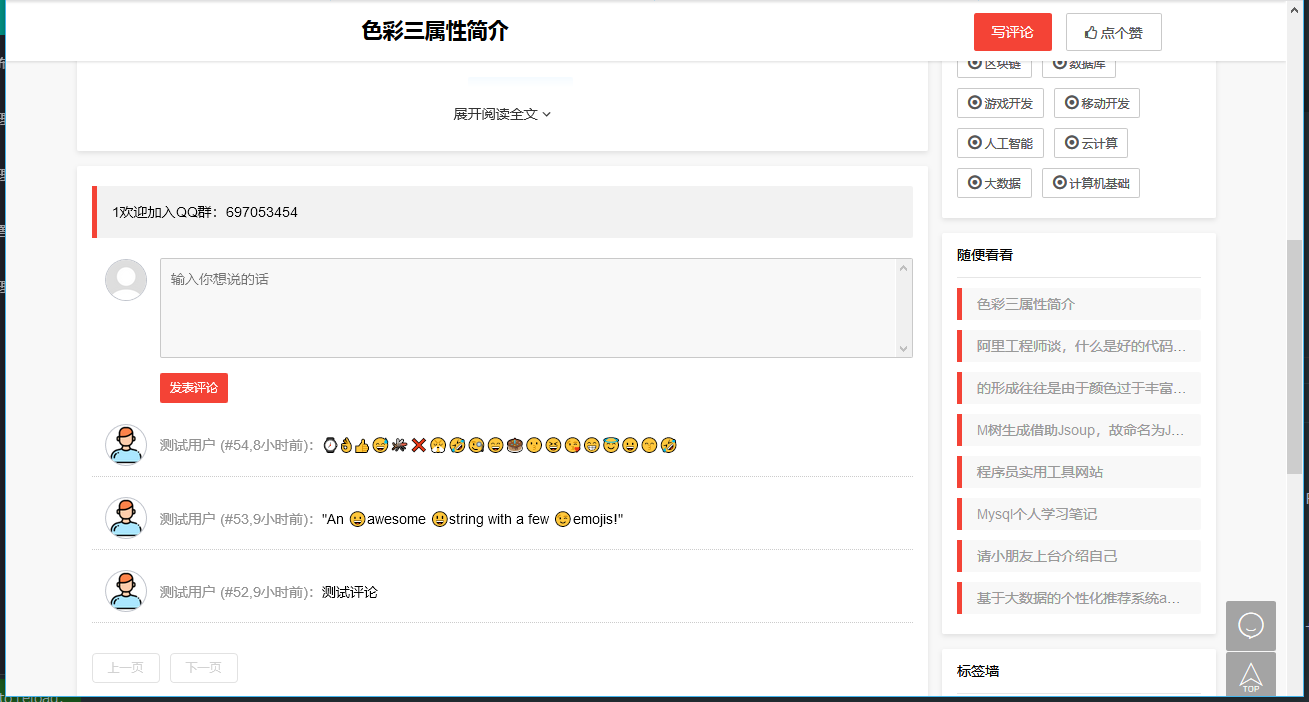 色彩三属性简介
写评论
点个赞
展开阅读全文
1欢迎加入QQ群：697053454
输入你想说的话
发表评论
测试用户 (#54,8小时前)：⌚👌👍😅🕷❌😤🤣🧐😄🍩😗😆😘😁😇😀😙🤣
测试用户 (#53,9小时前)："An 😀awesome 😃string with a few 😉emojis!"
测试用户 (#52,9小时前)：测试评论
上一页
下一页
区块链
数据库
游戏开发
移动开发
人工智能
云计算
大数据
计算机基础
随便看看
色彩三属性简介
阿里工程师谈，什么是好的代码...
的形成往往是由于颜色过于丰富...
M树生成借助Jsoup，故命名为J...
程序员实用工具网站
Mysql个人学习笔记
请小朋友上台介绍自己
基于大数据的个性化推荐系统a...
标签墙
TOP
to reload.